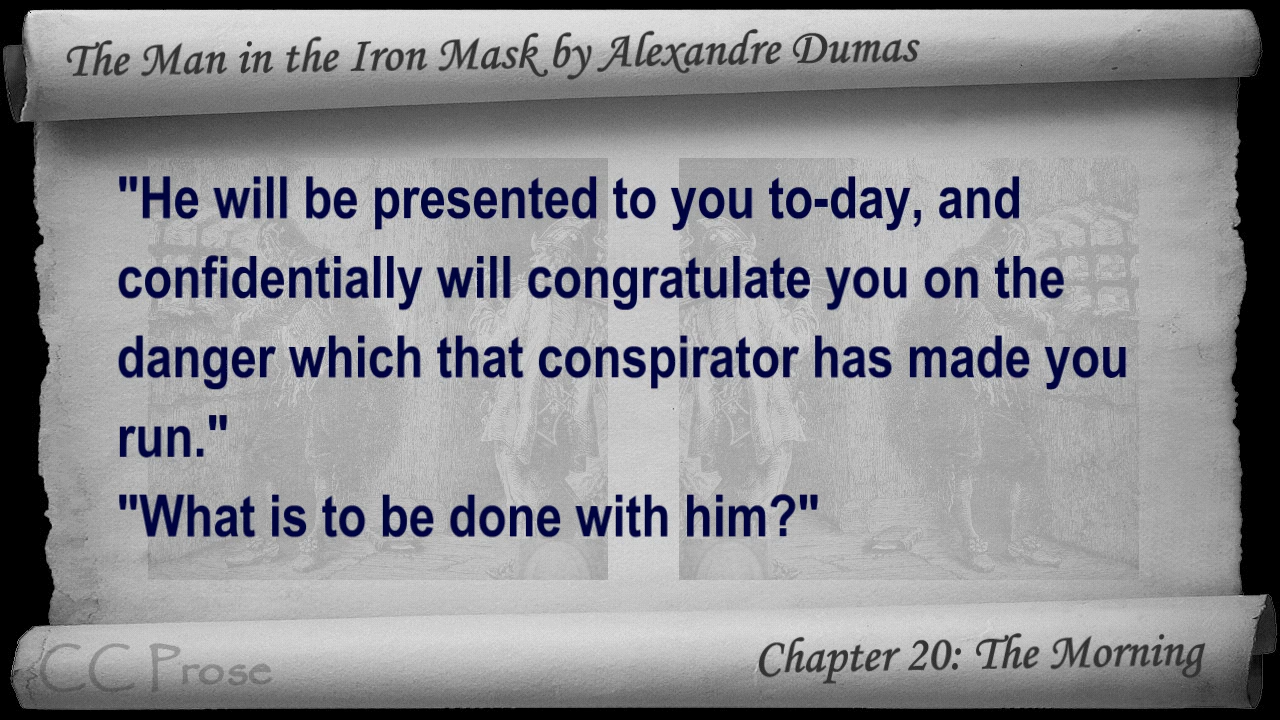 The Man in the Iron Mask by Alexandre Dumas
"He will be presented to you to-day, and
confidentially will congratulate you on the
danger which that conspirator has made you
run."
"What is to be done with him?"
CC Prose
Chapter 20: The Morning